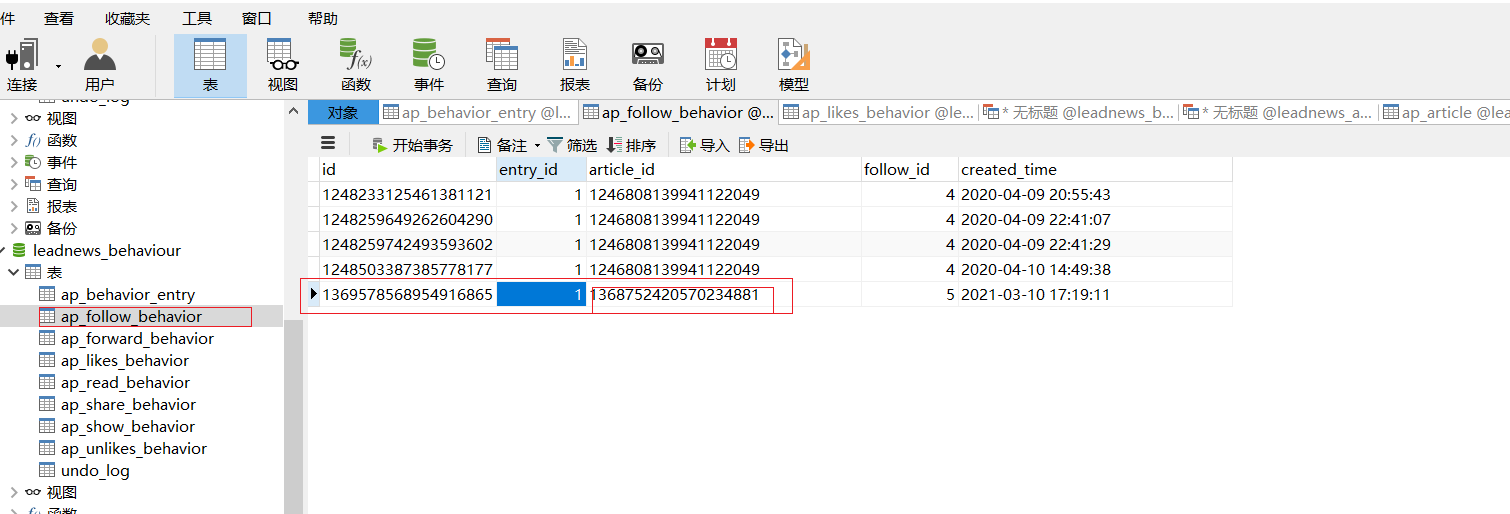 件 查看 收藏夹 工具 窗口 帮助
连接 用户 表 视图 函数 事件 查询 报表 备份 计划 模型
undo_log
视图
函数
事件
查询
报表
备份
leadnews_behaviour
表
ap_behavior_entry
ap_follow_behavior
ap_forward_behavior
ap_likes_behavior
ap_read_behavior
ap_share_behavior
ap_show_behavior
ap_unlikes_behavior
undo_log
视图
函数
对象 ap_behavior_entry @l... ap_follow_behavior @... ap_likes_behavior @le... * 无标题 @leadnews_b... * 无标题 @leadnews_a... ap_article @lea
开始事务 备注 筛选 排序 导入 导出
id entry_id article_id follow_id created_time
1248233125461381121 1 1246808139941122049 4 2020-04-09 20:55:43
1248259649262604290 1 1246808139941122049 4 2020-04-09 22:41:07
1248259742493593602 1 1246808139941122049 4 2020-04-09 22:41:29
1248503387385778177 1 1246808139941122049 4 2020-04-10 14:49:38
1369578568954916865 1 1368752420570234881 5 2021-03-10 17:19:11